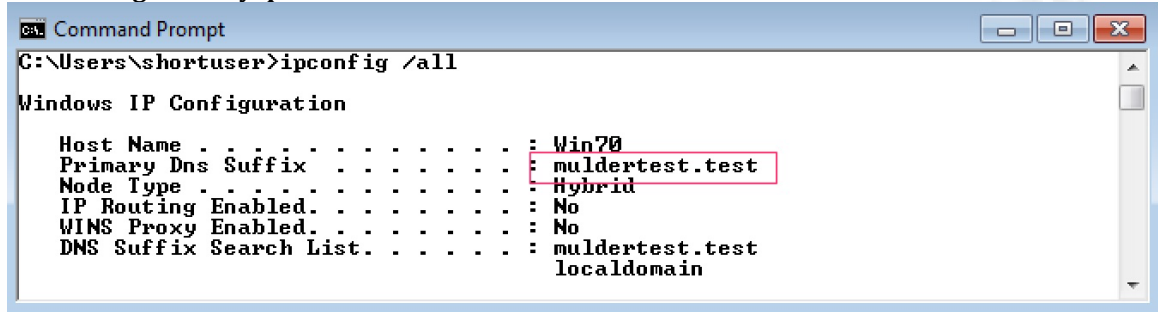 Command Prompt
C:\Users\shortuser>ipconfig /all
Windows IP Configuration
Host Name . . . . . . . . . . . . : Win70
Primary Dns Suffix . . . . . . . : muldertest.test
Node Type . . . . . . . . . . . . : Hybrid
IP Routing Enabled. . . . . . . . : No
WINS Proxy Enabled. . . . . . . . : No
DNS Suffix Search List. . . . . . : muldertest.test
localdomain